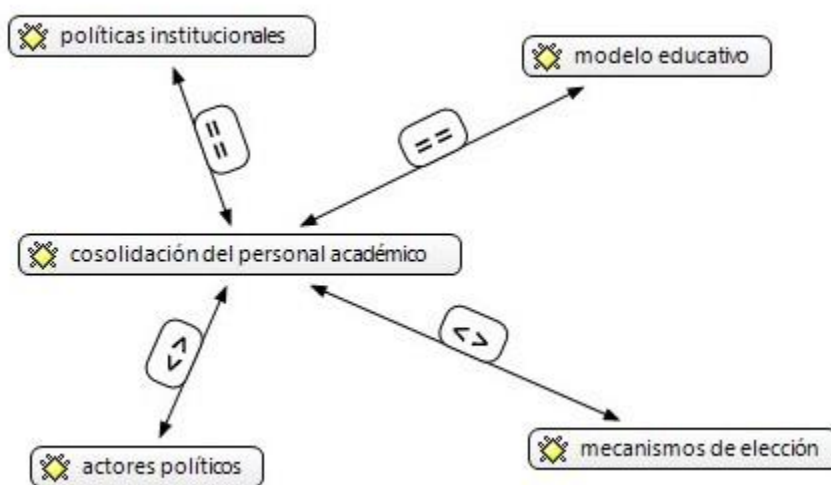 políticas institucionales
modelo educativo
==
==
cosolidación del personal académico
<>
<>
actores políticos
mecanismos de elección